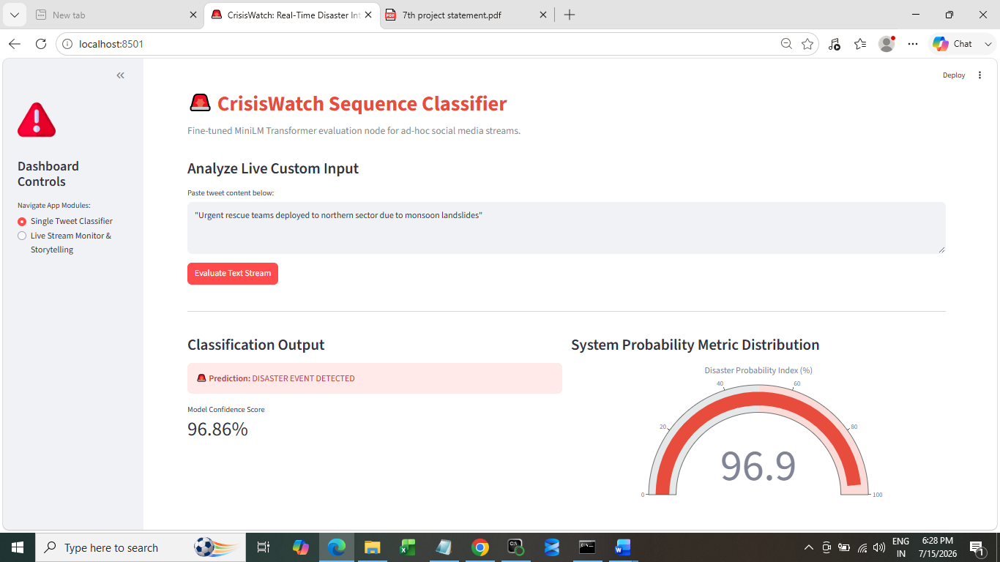 New tab
CrisisWatch: Real-Time Disaster Int
7th project statement.pdf
localhost:8501
Chat
Deploy
Dashboard
Controls
Navigate App Modules:
Single Tweet Classifier
Live Stream Monitor &
Storytelling
CrisisWatch Sequence Classifier
Fine-tuned MiniLM Transformer evaluation node for ad-hoc social media streams.
Analyze Live Custom Input
Paste tweet content below:
"Urgent rescue teams deployed to northern sector due to monsoon landslides"
Evaluate Text Stream
Classification Output
Prediction: DISASTER EVENT DETECTED
Model Confidence Score
96.86%
System Probability Metric Distribution
Disaster Probability Index (%)
0
20
40
60
80
100
96.9
Type here to search
ENG
IN
6:28 PM
7/15/2026
1